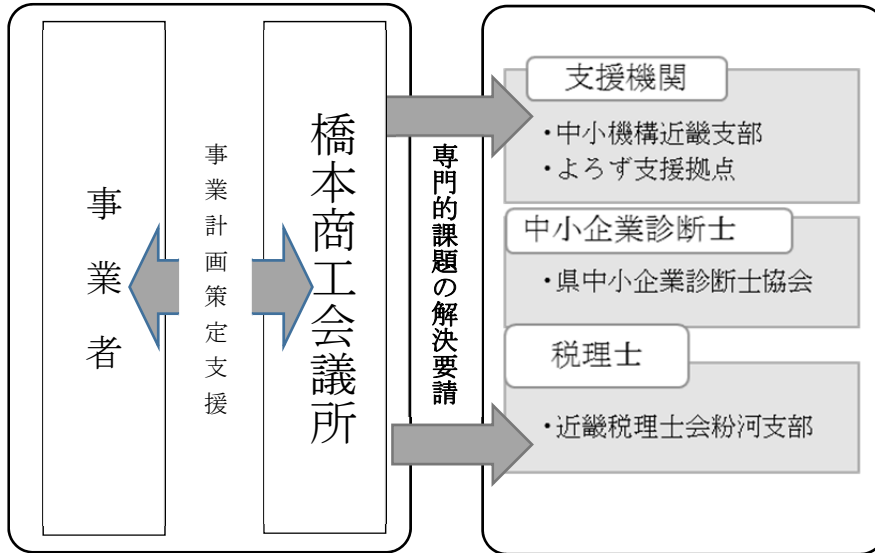 事業者
事業計画策定支援
橋本商工会議所
専門的課題の解決要請
支援機関
・中小機構近畿支部
・よろず支援拠点
中小企業診断士
・県中小企業診断士協会
税理士
・近畿税理士会粉河支部